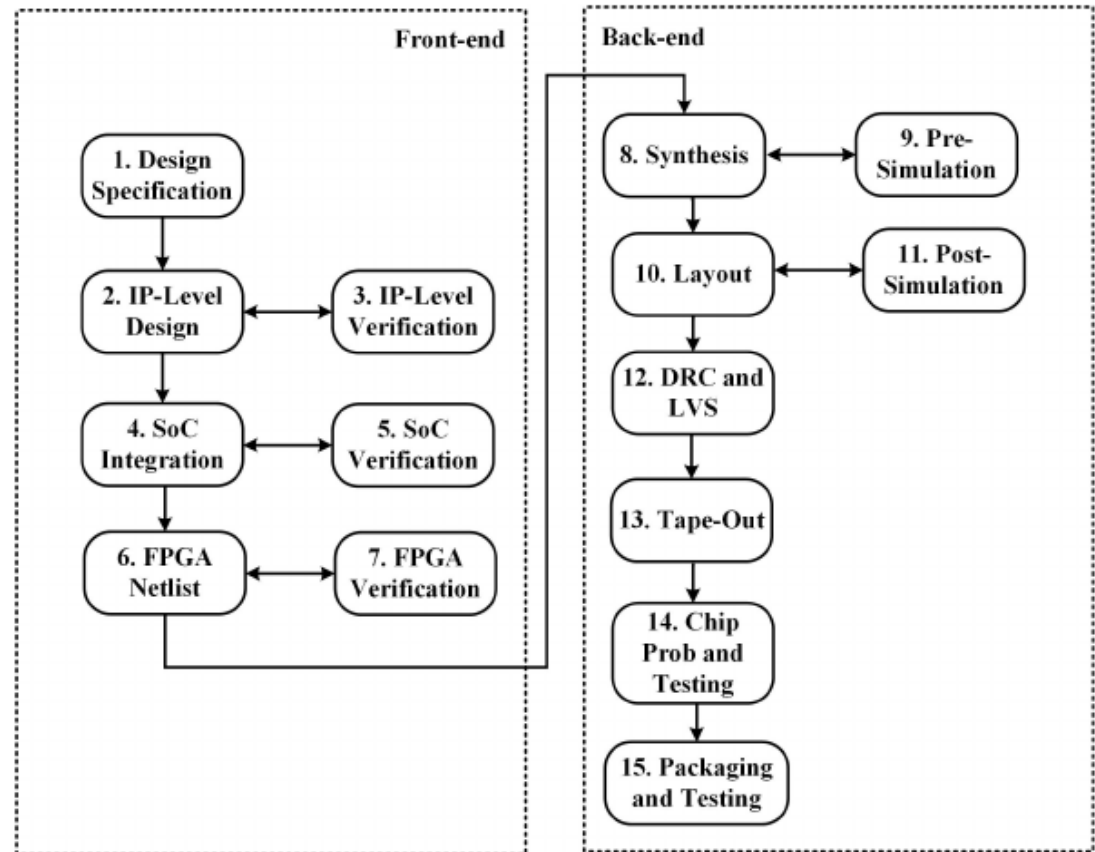 Front-end
1. Design
Specification
2. IP-Level
Design
3. IP-Level
Verification
4. SoC
Integration
5. SoC
Verification
6. FPGA
Netlist
7. FPGA
Verification
Back-end
8. Synthesis
9. Pre-
Simulation
10. Layout
11. Post-
Simulation
12. DRC and
LVS
13. Tape-Out
14. Chip
Prob and
Testing
15. Packaging
and Testing